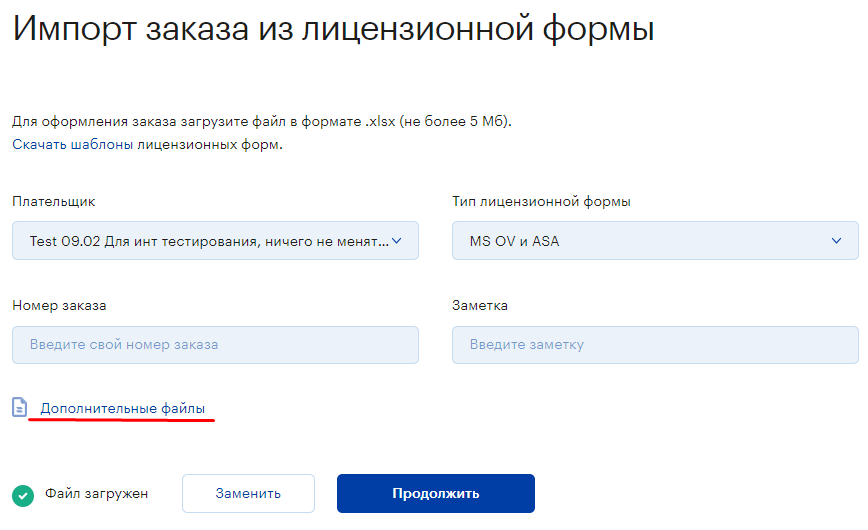 Импорт заказа из лицензионной формы
Для оформления заказа загрузите файл в формате .xlsx (не более 5 Мб).
Скачать шаблоны лицензионных форм.
Плательщик
Тип лицензионной формы
Test 09.02 Для инт тестирования, ничего не менят...
MS OV и ASA
Номер заказа
Заметка
Введите свой номер заказа
Введите заметку
Дополнительные файлы
Файл загружен
Заменить
Продолжить